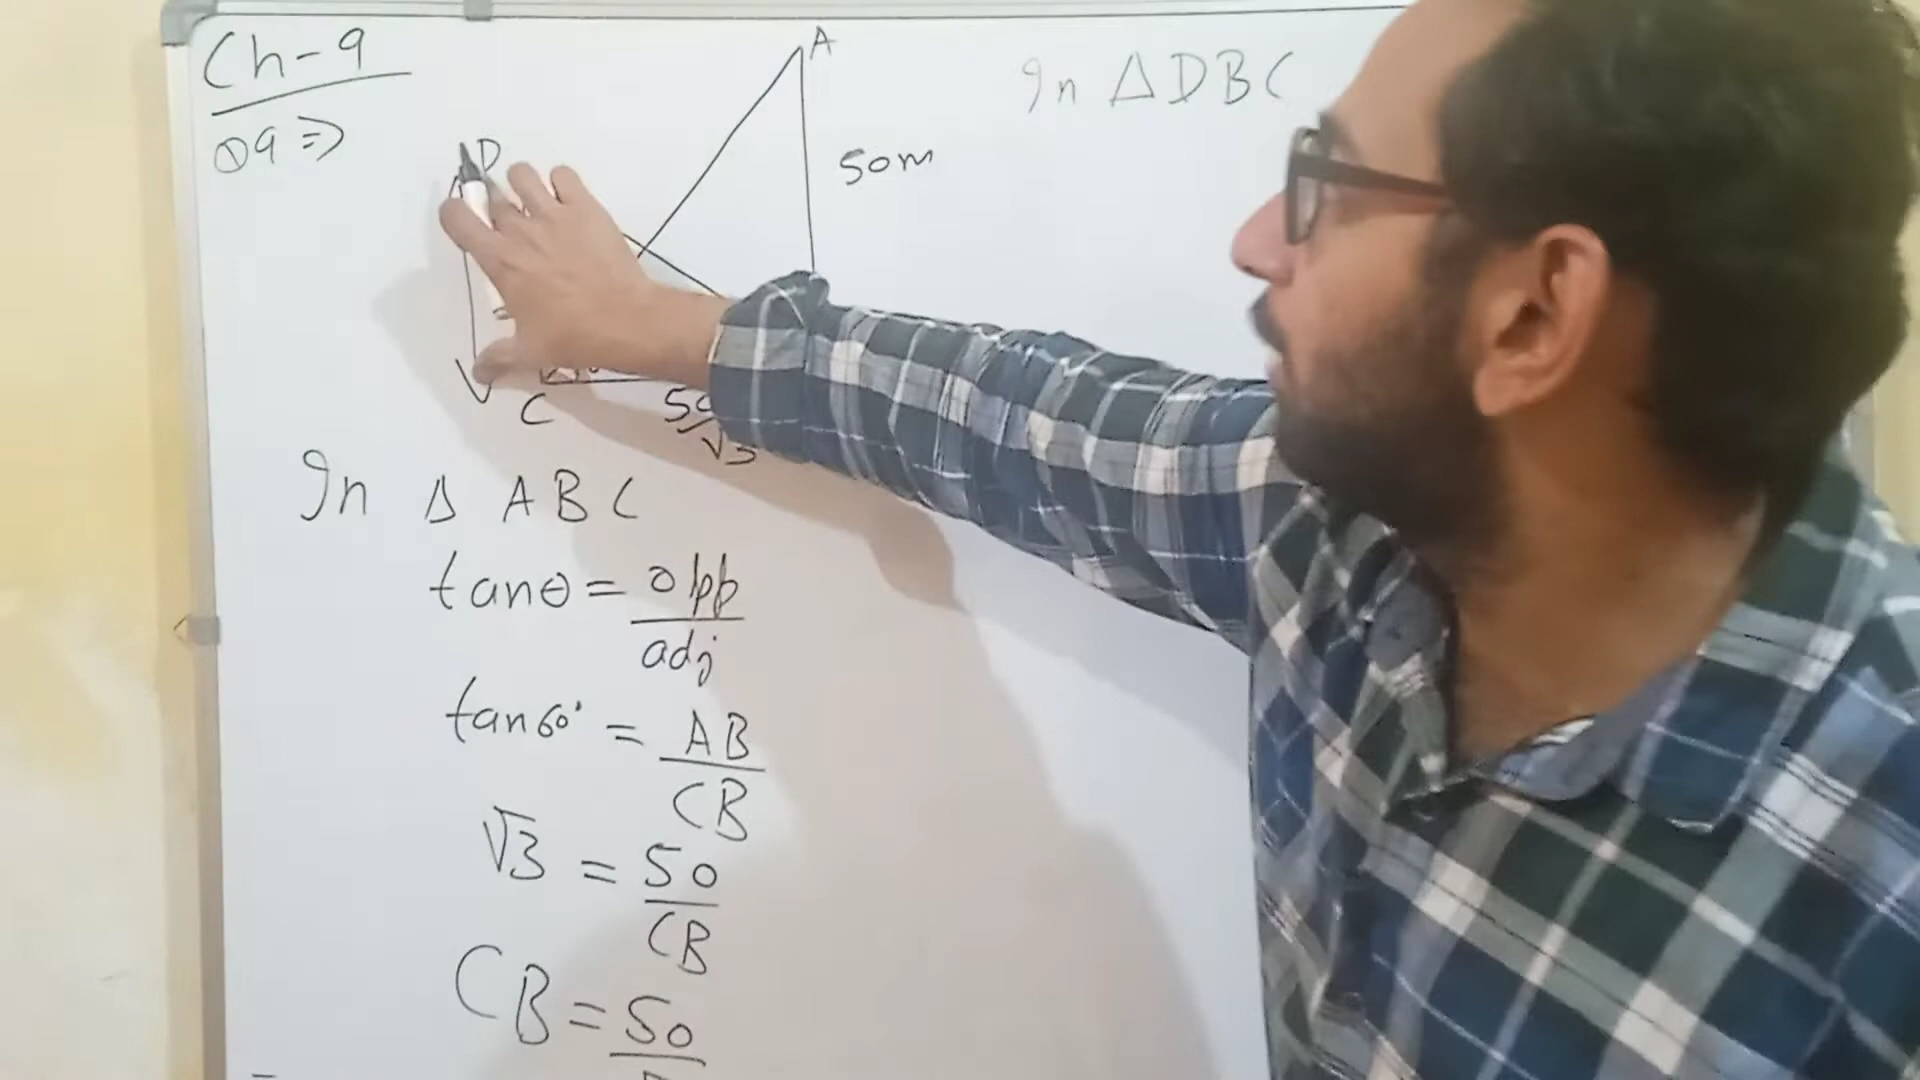 Ch-9
Q9 ⇒
A
In Δ DBC
D
50m
C
√3
In Δ ABC
tanθ = opp
adj
tan60° = AB
CB
√3 = 50
CB
CB = 50